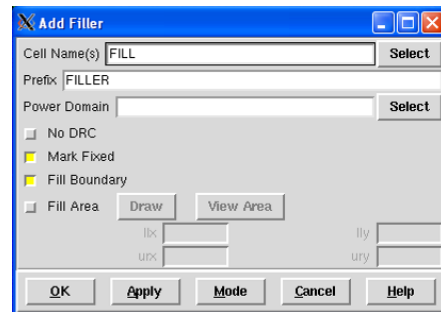 Add Filler
Cell Name(s) FILL Select
Prefix FILLER
Power Domain Select
No DRC
Mark Fixed
Fill Boundary
Fill Area Draw View Area
llx lly
urx ury
OK Apply Mode Cancel Help